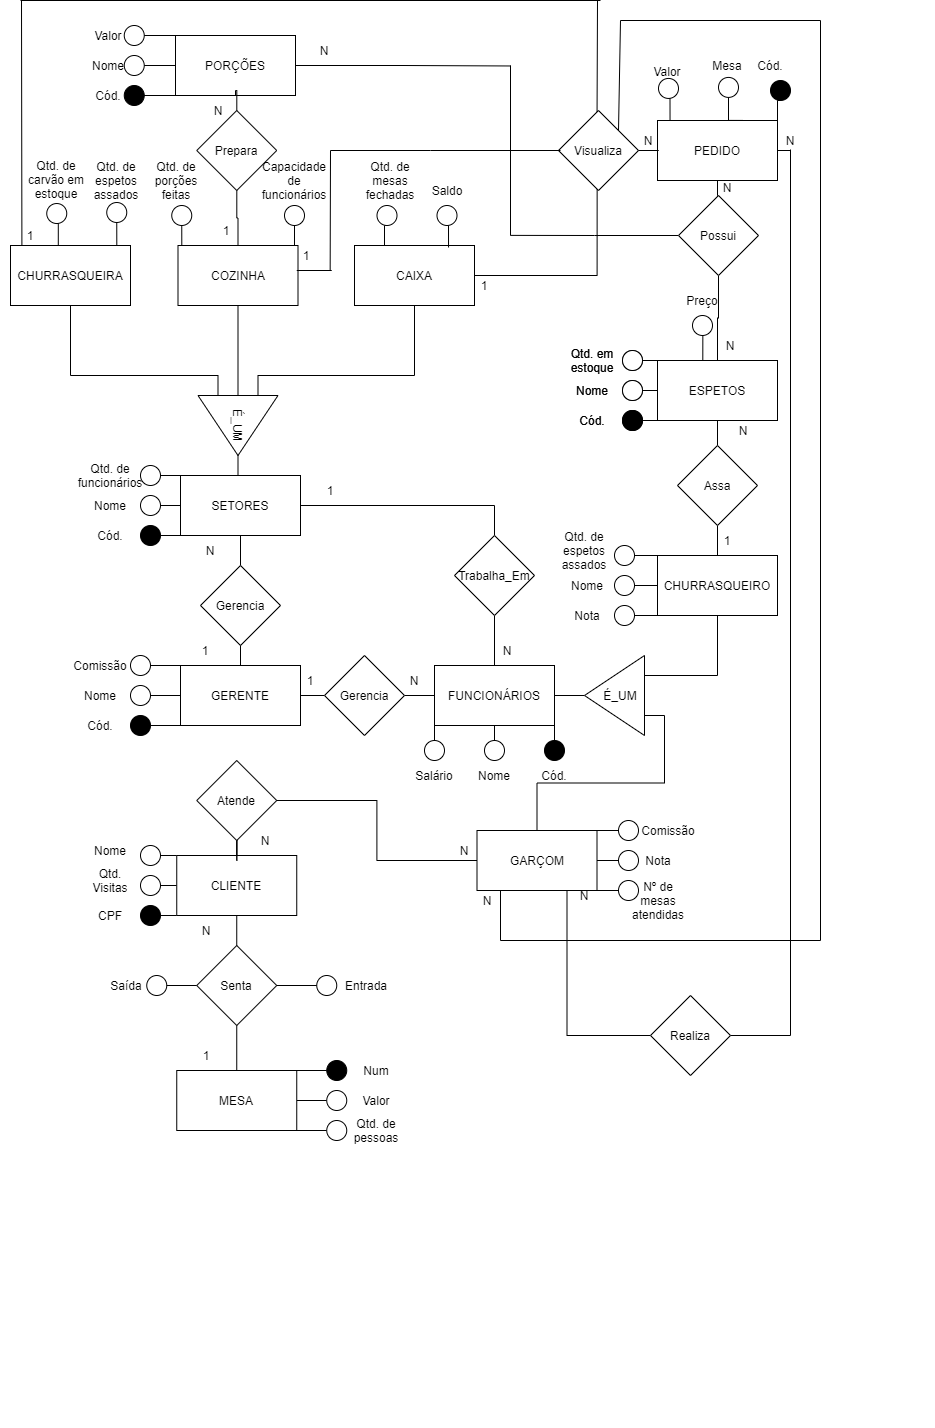 Valor
N
PORÇÕES
Nome
Cód.
Valor
Mesa
Cód.
N
Prepara
Visualiza
N
PEDIDO
N
Qtd. de
carvão em
estoque
Qtd. de
espetos
assados
Qtd. de
porções
feitas
Capacidade
de
funcionários
Qtd. de
mesas
fechadas
Saldo
N
1
1
1
Possui
CHURRASQUEIRA
COZINHA
CAIXA
1
Preço
N
Qtd. em
estoque
Nome
ESPETOS
Cód.
N
É_UM
Qtd. de
funcionários
Nome
Cód.
SETORES
1
Assa
N
Trabalha_Em
1
Qtd. de
espetos
assados
Nome
CHURRASQUEIRO
Nota
Gerencia
1
N
Comissão
Nome
GERENTE
Cód.
1
Gerencia
N
FUNCIONÁRIOS
É_UM
Salário
Nome
Cód.
Atende
N
N
GARÇOM
Comissão
Nota
Nº de
mesas
atendidas
N
N
Nome
Qtd.
Visitas
CLIENTE
CPF
N
Saída
Senta
Entrada
Realiza
1
MESA
Num
Valor
Qtd. de
pessoas